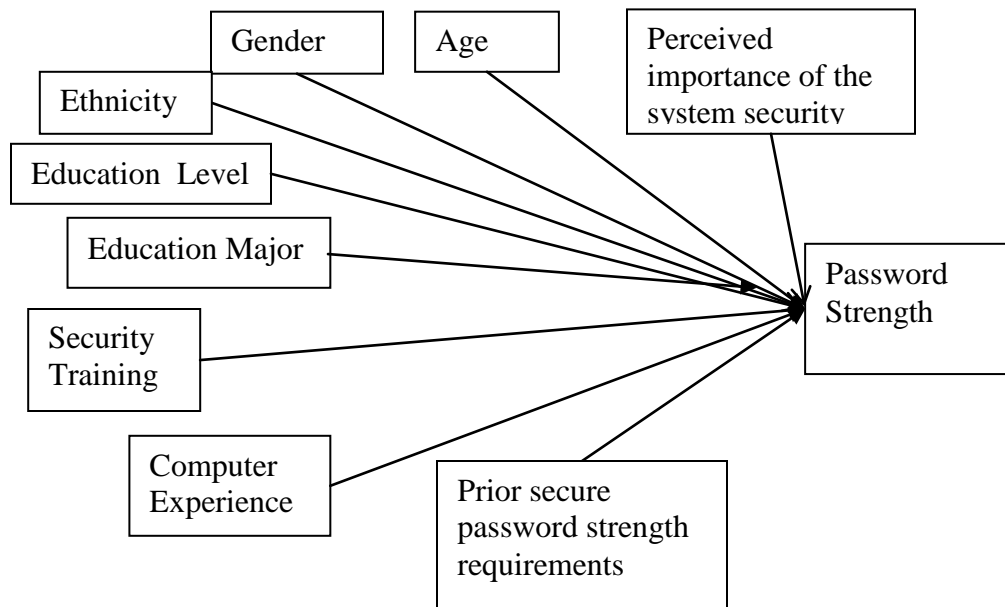 Gender
Age
Perceived
importance of the
system security
Ethnicity
Education Level
Education Major
Password
Strength
Security
Training
Computer
Experience
Prior secure
password strength
requirements